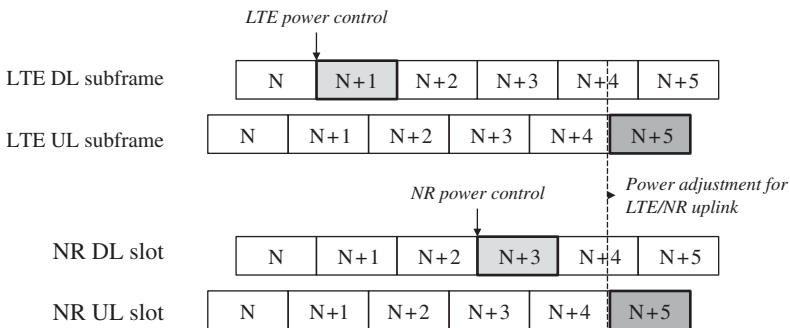 LTE power control
LTE DL subframe N N+1 N+2 N+3 N+4 N+5
LTE UL subframe N N+1 N+2 N+3 N+4 N+5
NR power control
Power adjustment for
LTE/NR uplink
NR DL slot N N+1 N+2 N+3 N+4 N+5
NR UL slot N N+1 N+2 N+3 N+4 N+5